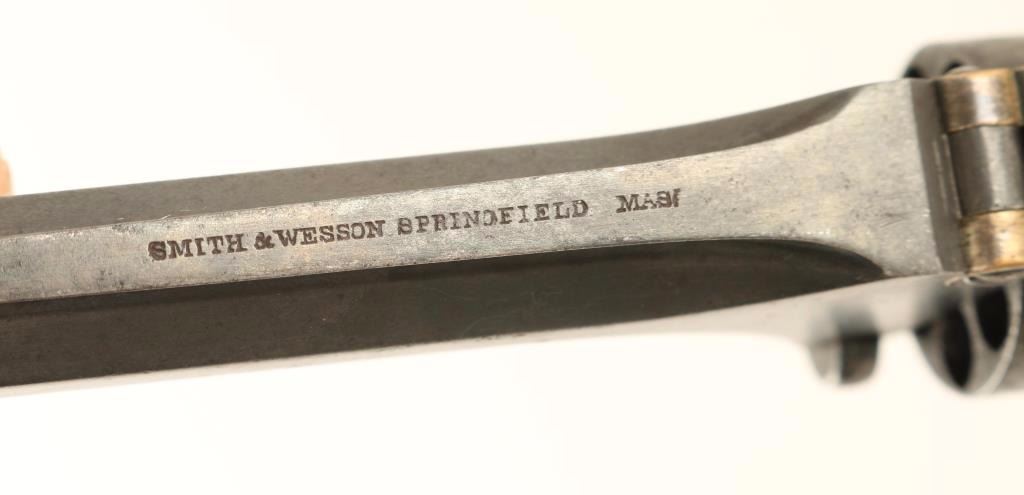 SMITH & WESSON SPRINGFIELD MASS